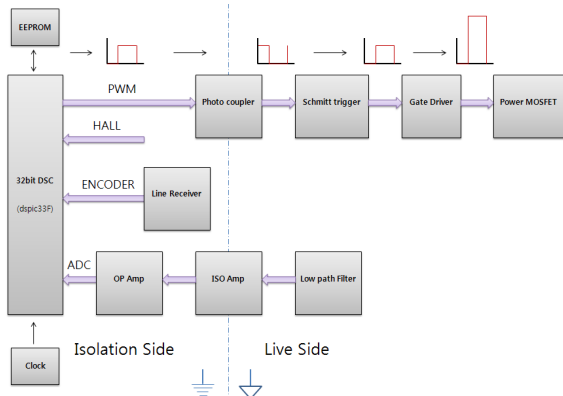 EEPROM
PWM
Photo coupler
Schmitt trigger
Gate Driver
Power MOSFET
HALL
32bit DSC
(dspic33F)
ENCODER
Line Receiver
ADC
OP Amp
ISO Amp
Low path Filter
Isolation Side
Live Side
Clock